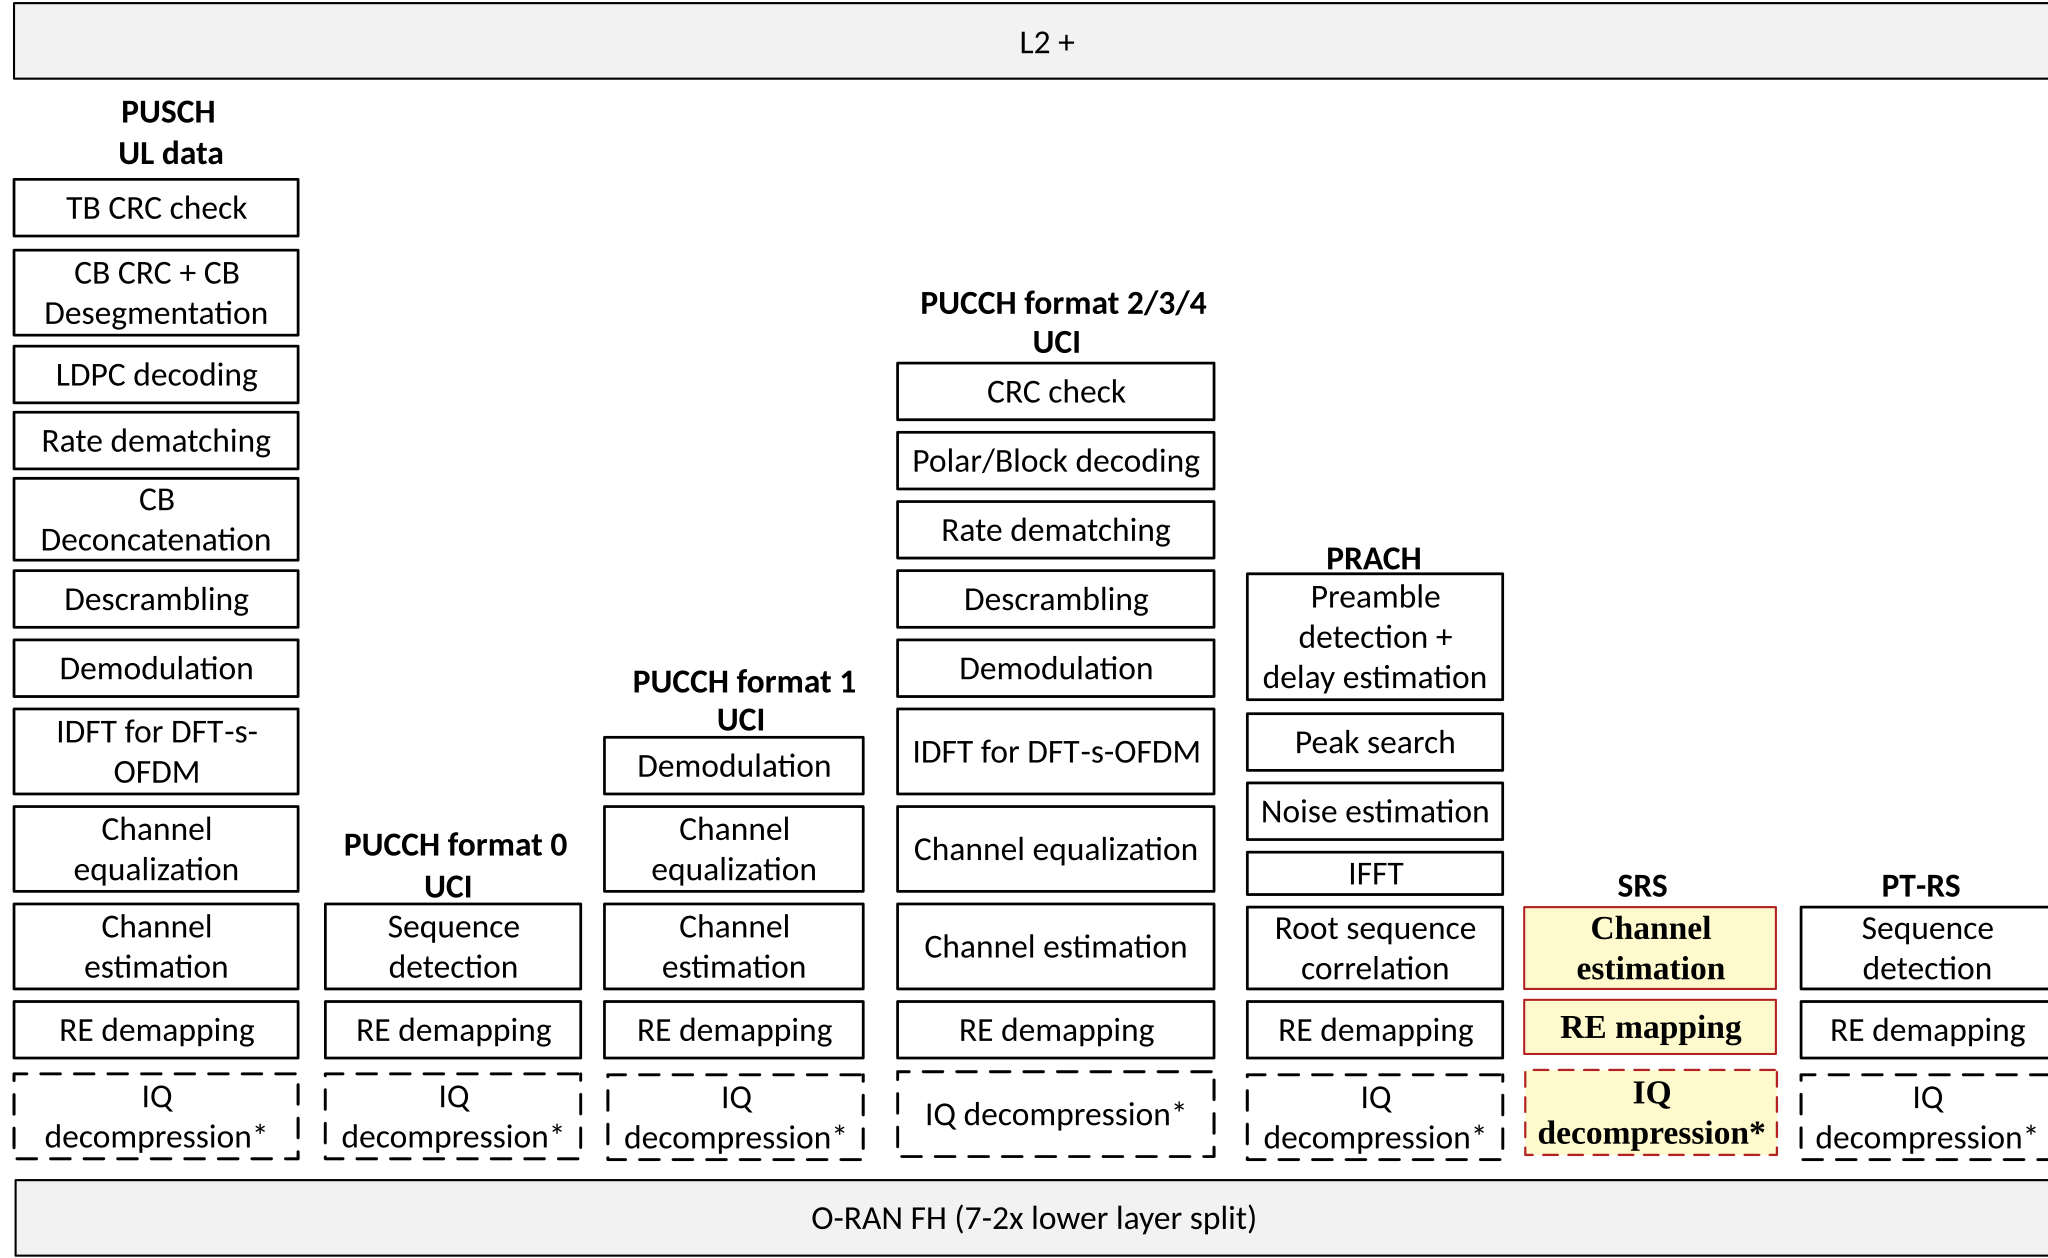 L2 +
PUSCH
UL data
TB CRC check
CB CRC + CB
Desegmentation
LDPC decoding
Rate dematching
CB
Deconcatenation
Descrambling
Demodulation
IDFT for DFT-s-
OFDM
Channel
equalization
Channel
estimation
RE demapping
IQ
decompression*
PUCCH format 0
UCI
Sequence
detection
RE demapping
IQ
decompression*
PUCCH format 1
UCI
Demodulation
Channel
equalization
Channel
estimation
RE demapping
IQ
decompression*
PUCCH format 2/3/4
UCI
CRC check
Polar/Block decoding
Rate dematching
Descrambling
Demodulation
IDFT for DFT-s-OFDM
Channel equalization
Channel estimation
RE demapping
IQ decompression*
PRACH
Preamble
detection +
delay estimation
Peak search
Noise estimation
IFFT
Root sequence
correlation
RE demapping
IQ
decompression*
SRS
Channel
estimation
RE mapping
IQ
decompression*
PT-RS
Sequence
detection
RE demapping
IQ
decompression*
O-RAN FH (7-2x lower layer split)